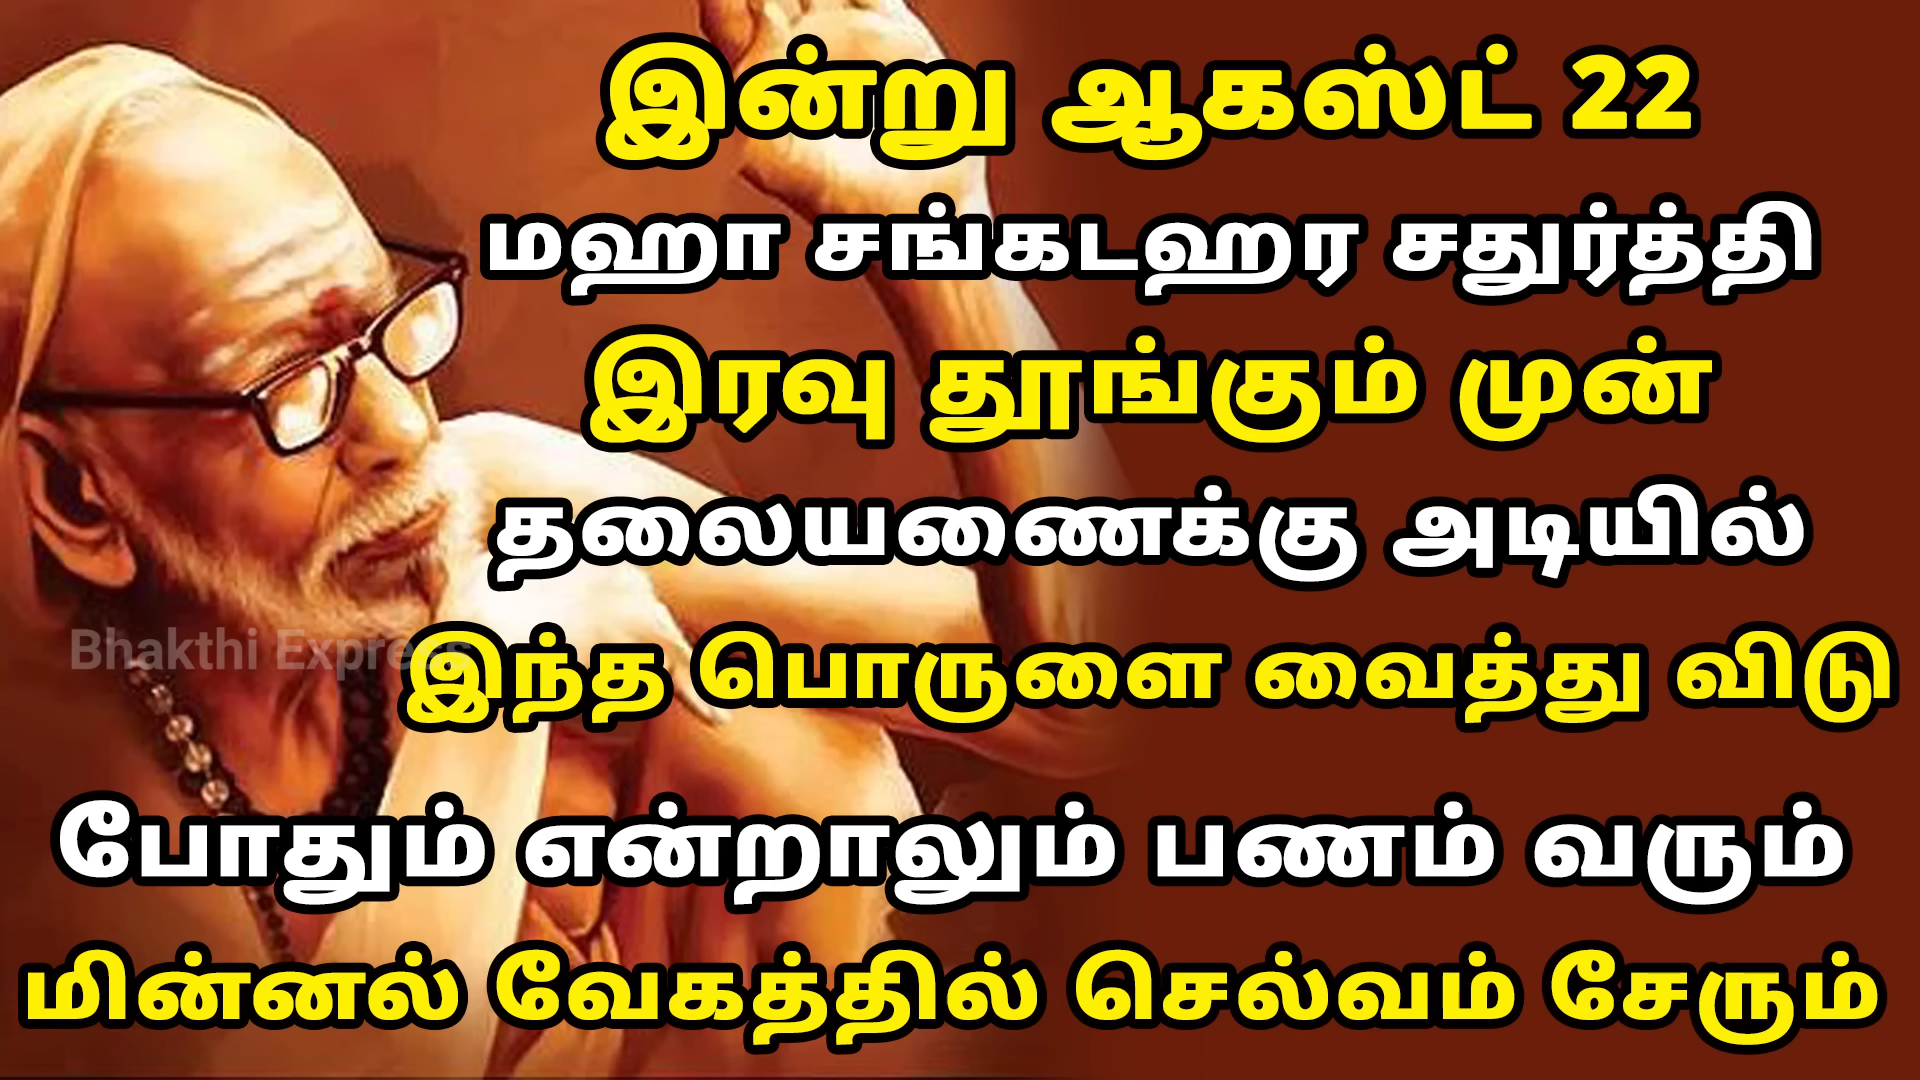 இன்று ஆகஸ்ட் 22
மஹா சங்கடஹர சதுர்த்தி
இரவு தூங்கும் முன்
தலையணைக்கு அடியில்
Bhakthi Express
இந்த பொருளை வைத்து விடு
போதும் என்றாலும் பணம் வரும்
மின்னல் வேகத்தில் செல்வம் சேரும்